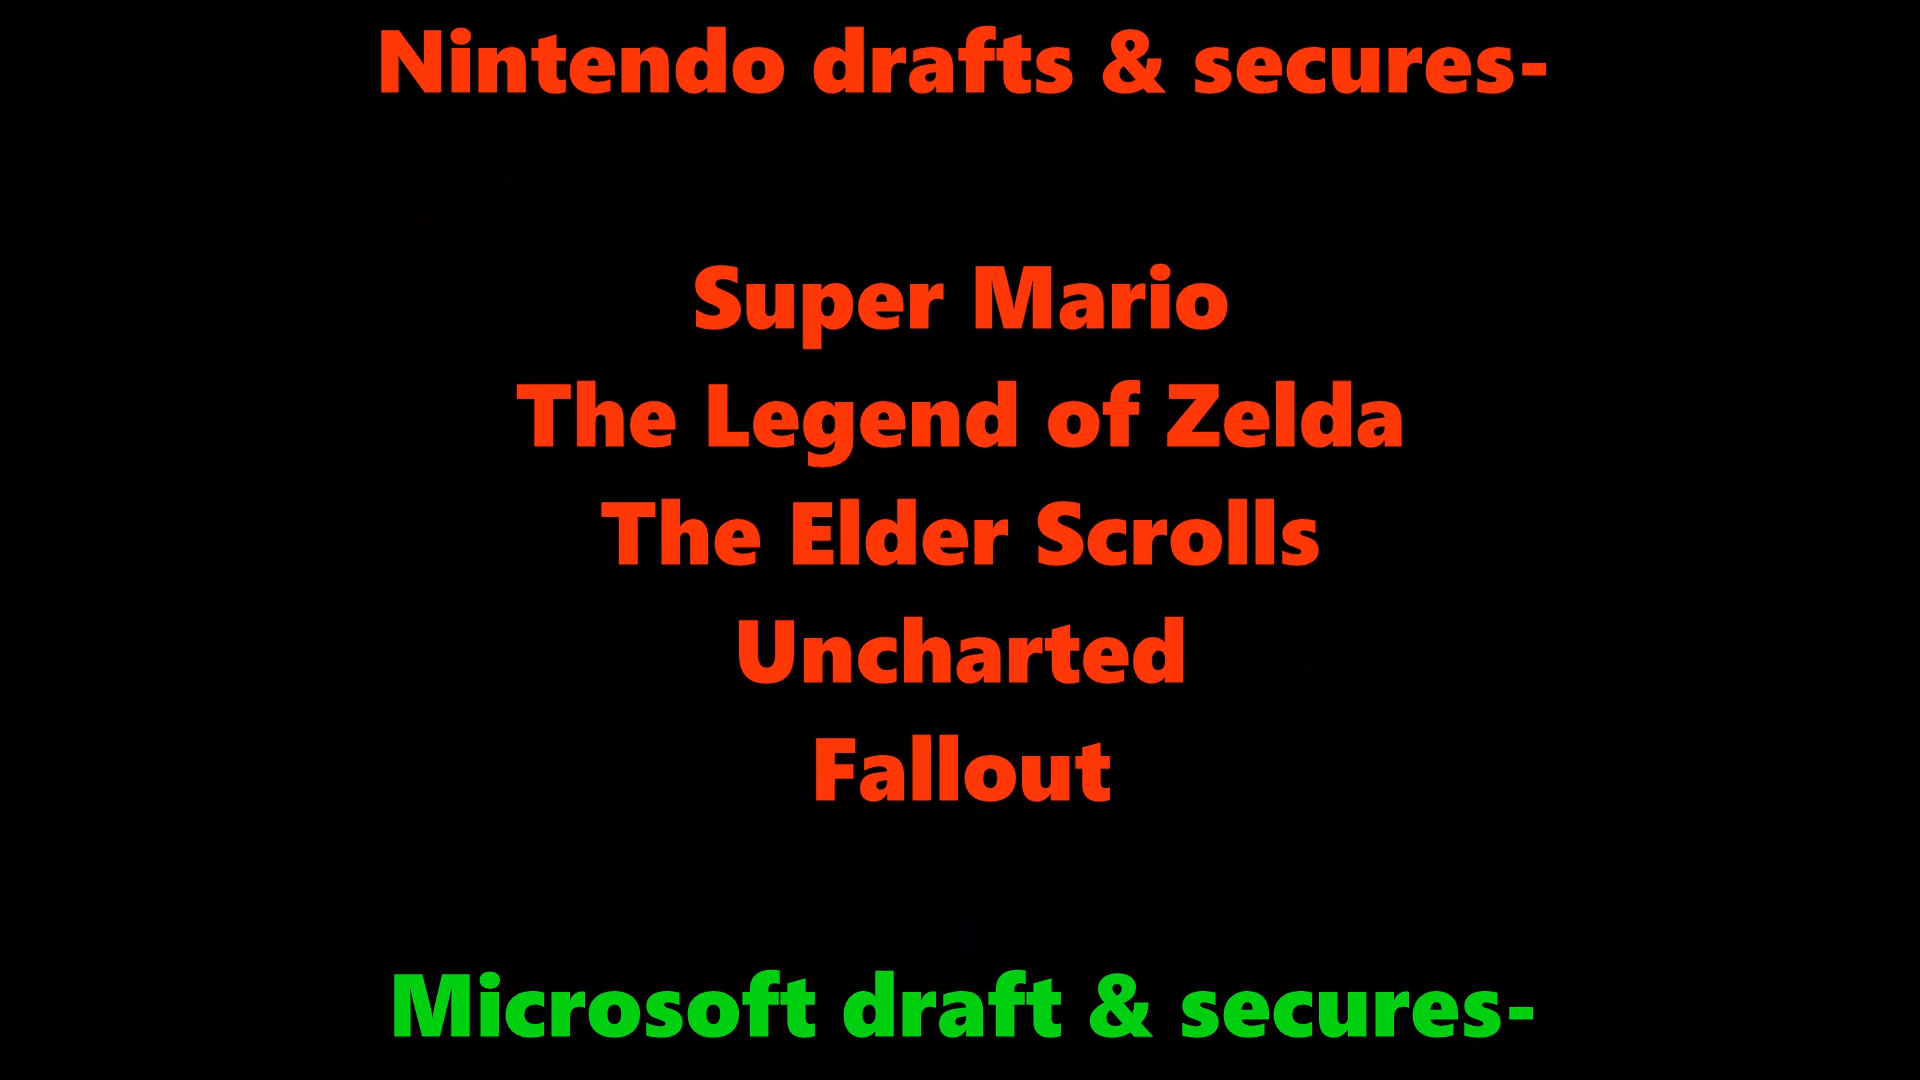 Nintendo drafts & secures-
Super Mario
The Legend of Zelda
The Elder Scrolls
Uncharted
Fallout
Microsoft draft & secures-